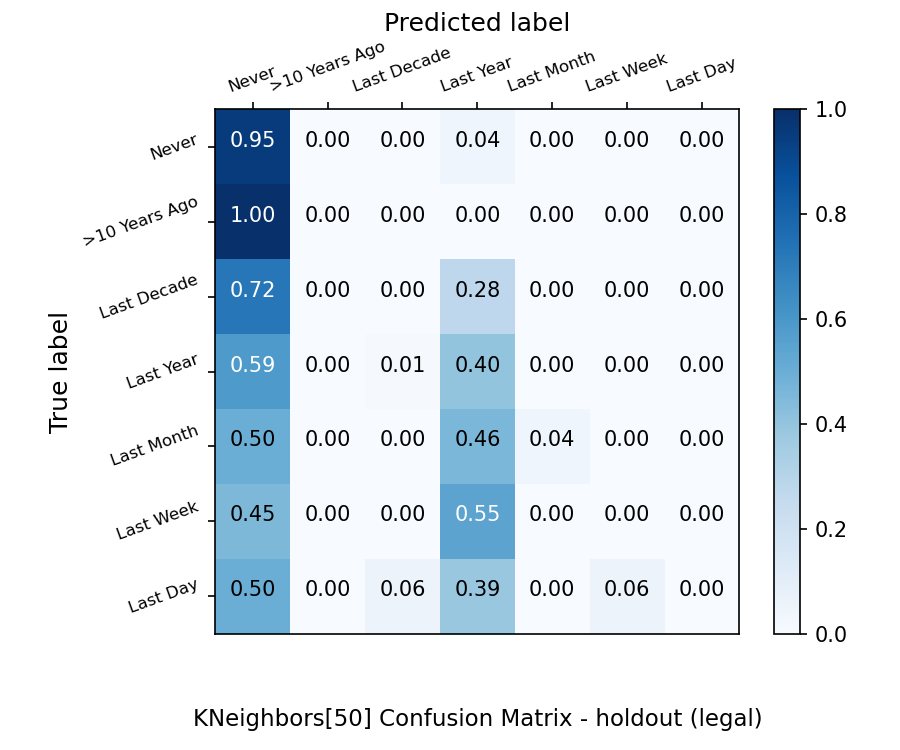 Predicted label
Never >10 Years Ago Last Decade Last Year Last Month Last Week Last Day
True label
Never 0.95 0.00 0.00 0.04 0.00 0.00 0.00
>10 Years Ago 1.00 0.00 0.00 0.00 0.00 0.00 0.00
Last Decade 0.72 0.00 0.00 0.28 0.00 0.00 0.00
Last Year 0.59 0.00 0.01 0.40 0.00 0.00 0.00
Last Month 0.50 0.00 0.00 0.46 0.04 0.00 0.00
Last Week 0.45 0.00 0.00 0.55 0.00 0.00 0.00
Last Day 0.50 0.00 0.06 0.39 0.00 0.06 0.00
1.0
0.8
0.6
0.4
0.2
0.0
KNeighbors[50] Confusion Matrix - holdout (legal)